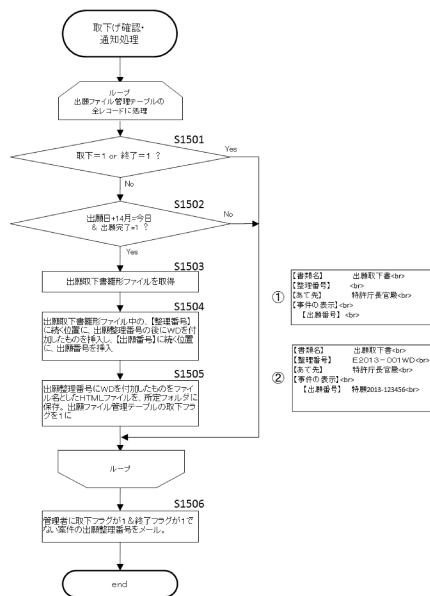 取下げ確認・
通知処理
ループ
出願ファイル管理テーブルの
全レコードに処理
S1501
取下＝1 or 終了＝1 ？
Yes
No
S1502
出願日+14月=今日
& 出願完了=1 ？
No
Yes
S1503
出願取下書雛形ファイルを取得
S1504
出願取下書雛形ファイル中の、【整理番号】
に続く位置に、出願整理番号の後にWDを付
加したものを挿入し、【出願番号】に続く位置
に、出願番号を挿入
S1505
出願整理番号にWDを付加したものをファイ
ル名としたHTMLファイルを、所定フォルダに
保存。出願ファイル管理テーブルの取下フラ
グを1に
ループ
S1506
管理者に取下フラグが1＆終了フラグが1で
ない案件の出願整理番号をメール。
end
①
【書類名】 出願取下書<br>
【整理番号】 <br>
【あて先】 特許庁長官殿<br>
【事件の表示】<br>
【出願番号】 <br>
②
【書類名】 出願取下書<br>
【整理番号】 E2013－001WD<br>
【あて先】 特許庁長官殿<br>
【事件の表示】<br>
【出願番号】 特願2013-123456<br>